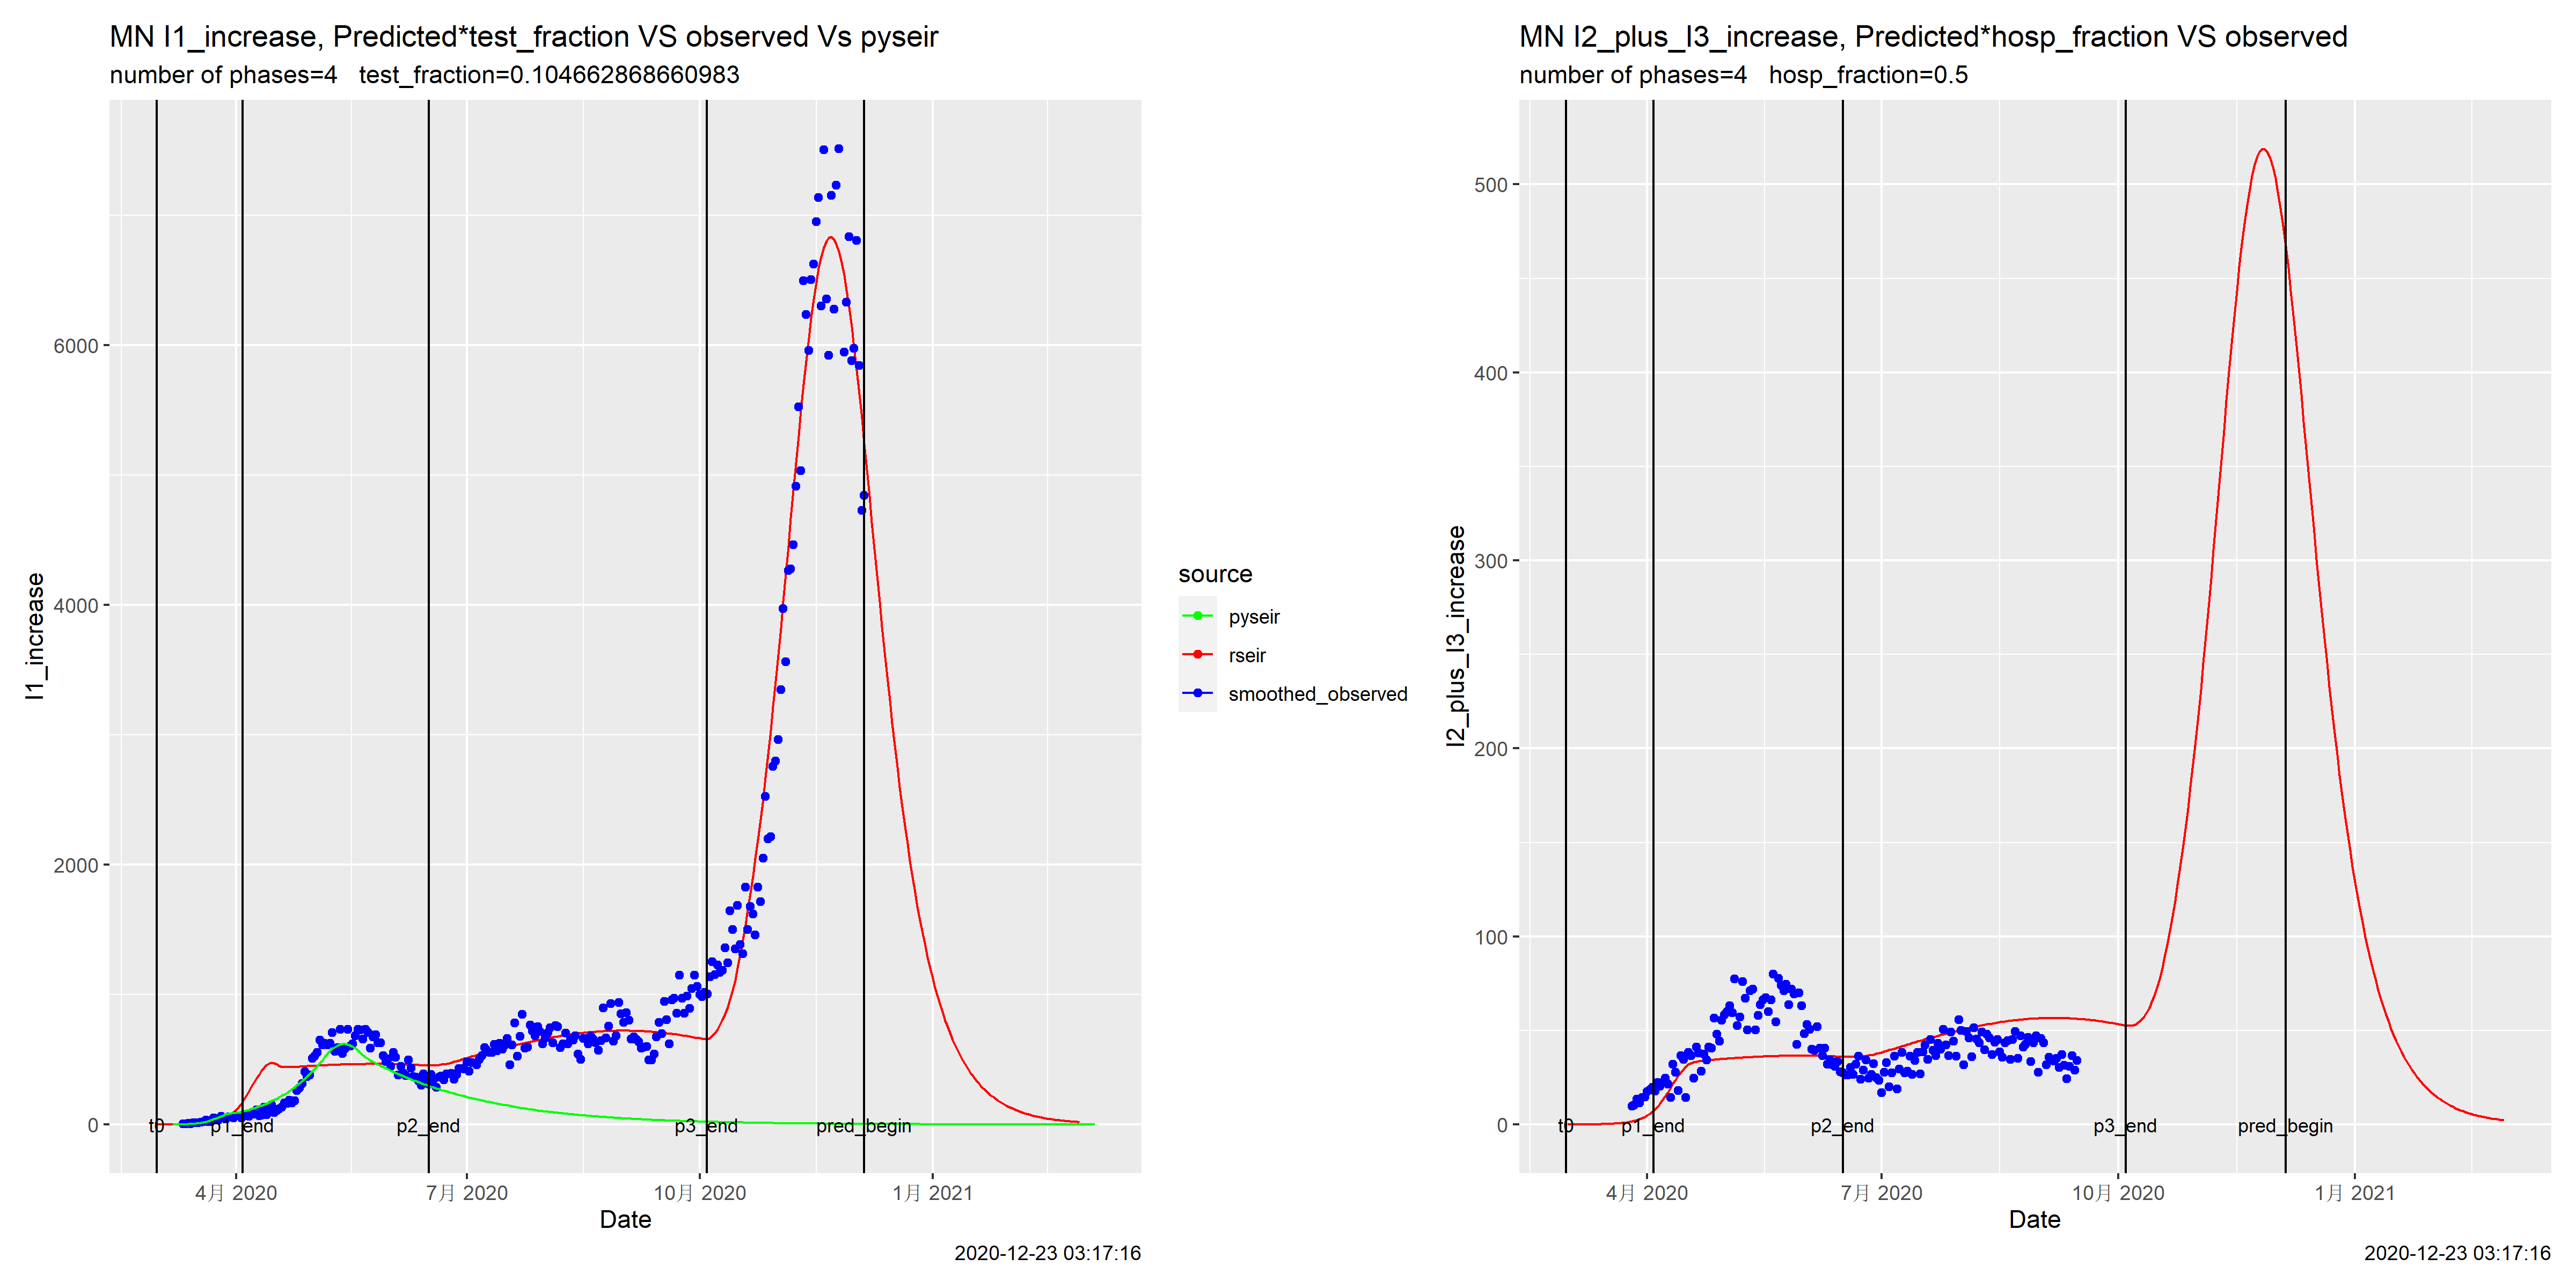 MN I1_increase, Predicted*test_fraction VS observed Vs pyseir
number of phases=4   test_fraction=0.104662868660983
I1_increase
6000
4000
2000
0
t0
p1_end
p2_end
p3_end
pred_begin
4月 2020
7月 2020
10月 2020
1月 2021
Date
2020-12-23 03:17:16
source
pyseir
rseir
smoothed_observed
MN I2_plus_I3_increase, Predicted*hosp_fraction VS observed
number of phases=4   hosp_fraction=0.5
I2_plus_I3_increase
500
400
300
200
100
0
t0
p1_end
p2_end
p3_end
pred_begin
4月 2020
7月 2020
10月 2020
1月 2021
Date
2020-12-23 03:17:16